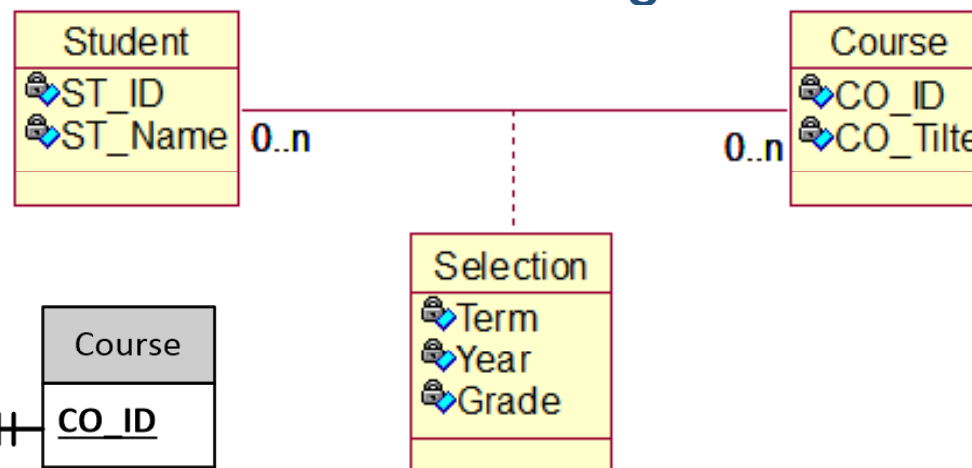 Student
ST_ID
ST_Name
0..n
0..n
Course
CO_ID
CO_Tilte
Selection
Term
Year
Grade
Course
CO_ID